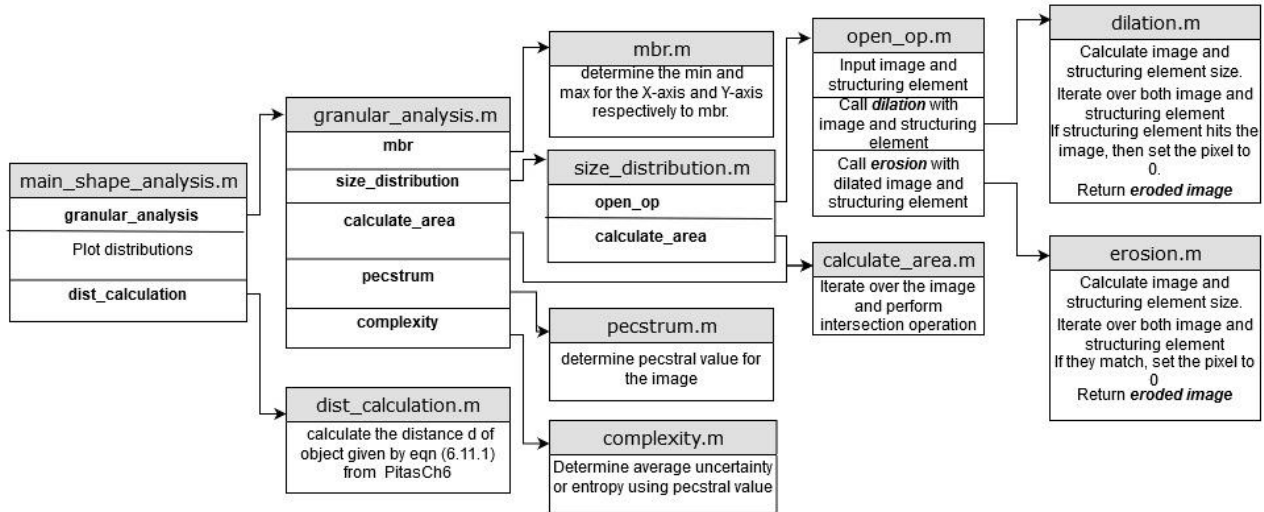 main_shape_analysis.m
granular_analysis
Plot distributions
dist_calculation
granular_analysis.m
mbr
size_distribution
calculate_area
pecstrum
complexity
dist_calculation.m
calculate the distance d of
object given by eqn (6.11.1)
from PitasCh6
mbr.m
determine the min and
max for the X-axis and Y-axis
respectively to mbr.
size_distribution.m
open_op
calculate_area
pecstrum.m
determine pecstral value for
the image
complexity.m
Determine average uncertainty
or entropy using pecstral value
open_op.m
Input image and
structuring element
Call dilation with
image and structuring
element
Call erosion with
dilated image and
structuring element
calculate_area.m
Iterate over the image
and perform
intersection operation
dilation.m
Calculate image and
structuring element size.
Iterate over both image and
structuring element
If structuring element hits the
image, then set the pixel to
0.
Return eroded image
erosion.m
Calculate image and
structuring element size.
Iterate over both image and
structuring element
If they match, set the pixel to
0
Return eroded image